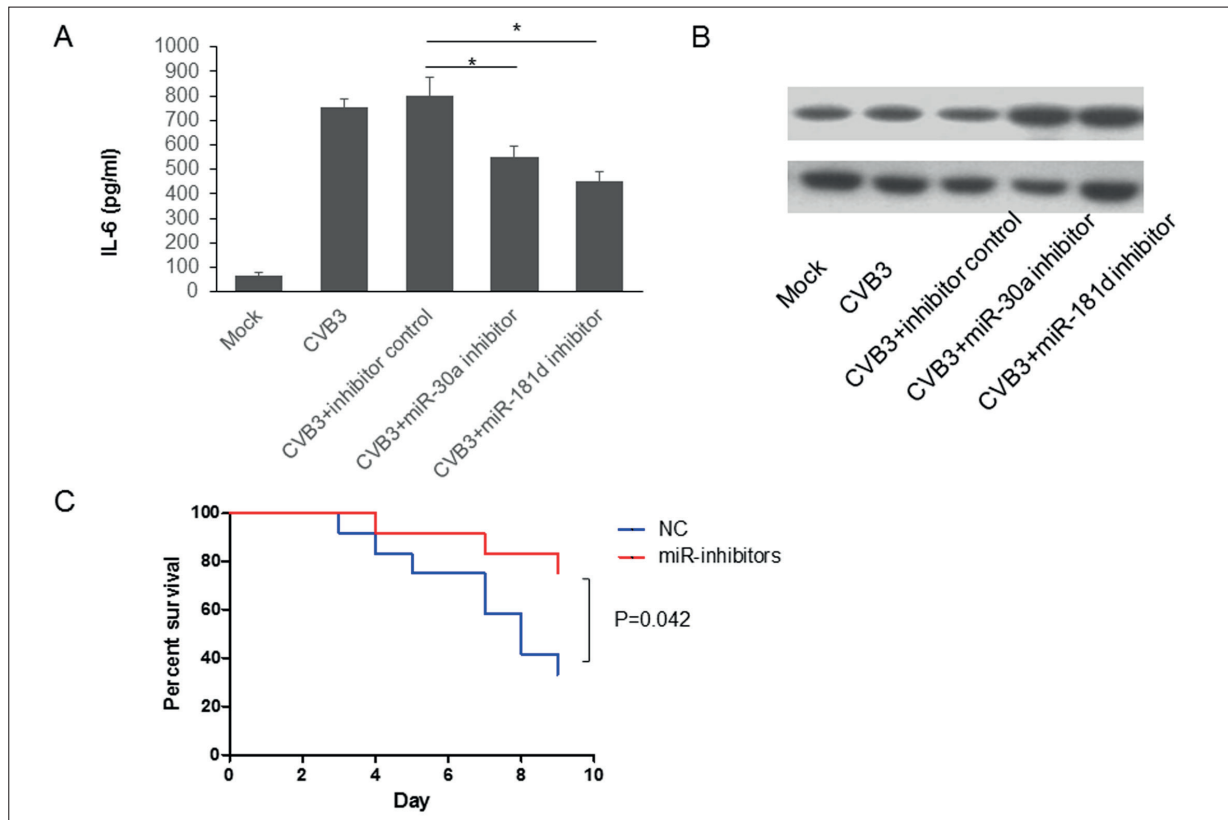 A
*
*
1000
900
800
700
600
500
400
300
200
100
0
IL-6 (pg/ml)
Mock
CVB3
CVB3+inhibitor control
CVB3+miR-30a inhibitor
CVB3+miR-181d inhibitor
B
Mock
CVB3
CVB3+inhibitor control
CVB3+miR-30a inhibitor
CVB3+miR-181d inhibitor
C
100
80
60
40
20
0
Percent survival
0 2 4 6 8 10
Day
NC
miR-inhibitors
P=0.042